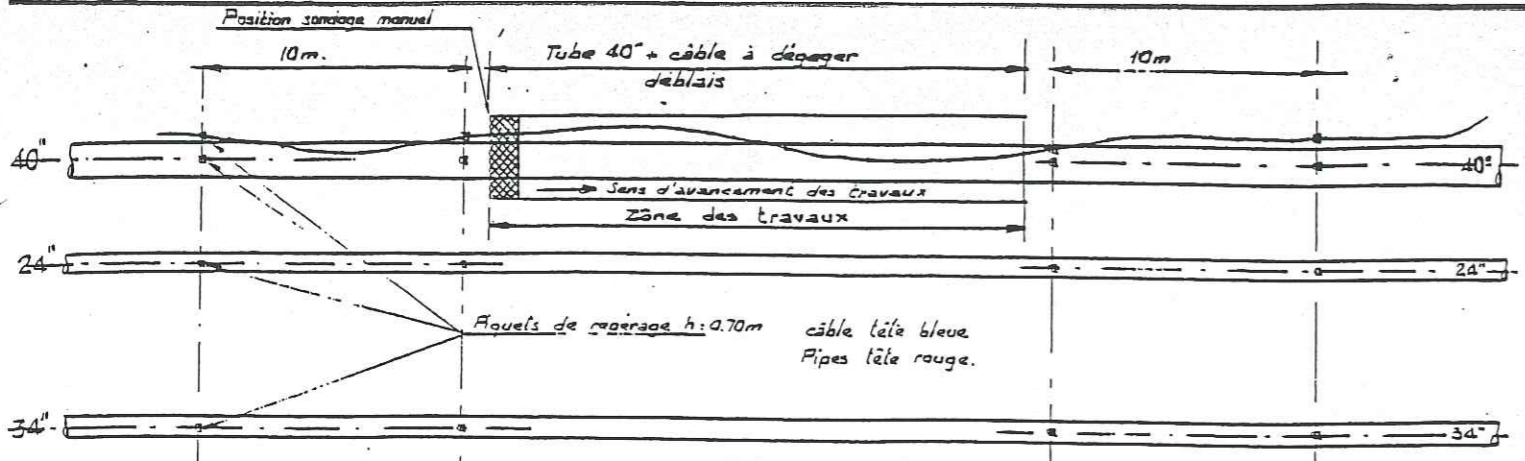 Position sondage manuel
10m.
Tube 40" + câble à dégager
déblais
10m
40"
40"
Sens d'avancement des travaux
Zône des travaux
24"
24"
Piquets de repérage h: 0.70m
câble tête bleue
Pipes tête rouge.
34"
34"